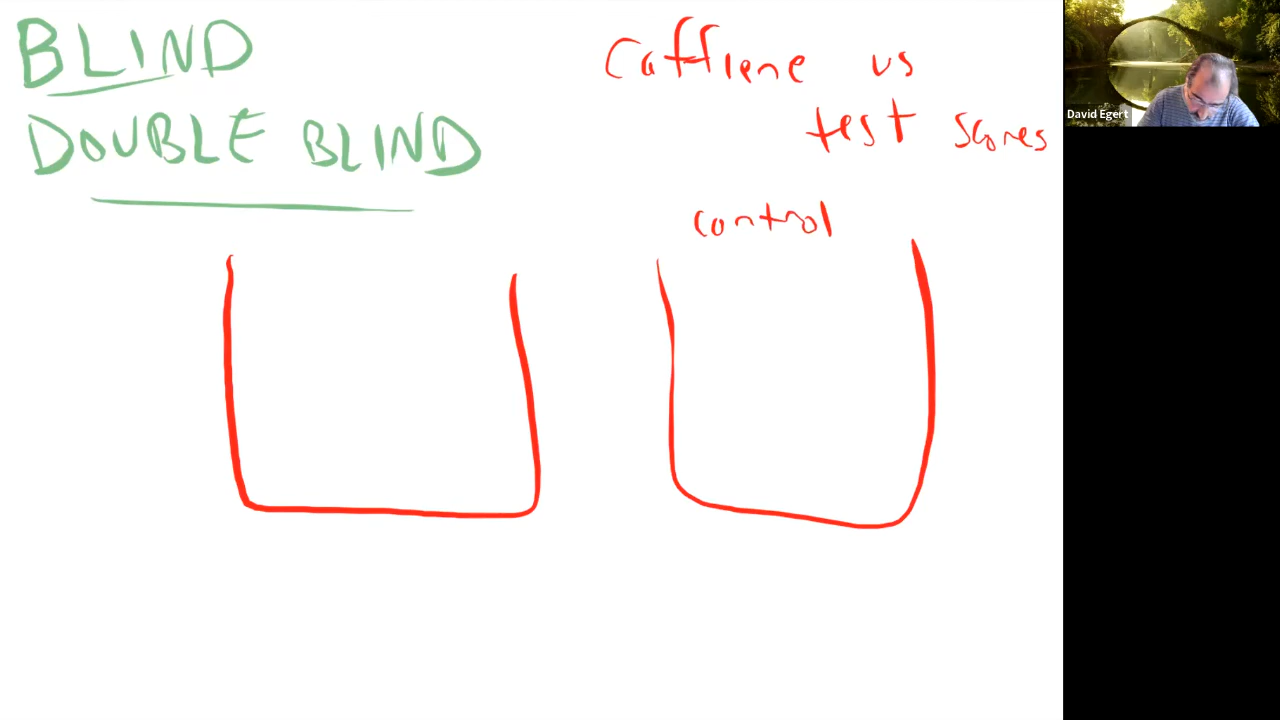 BLIND
DOUBLE BLIND
Caffiene vs
test scores
control
David Egert